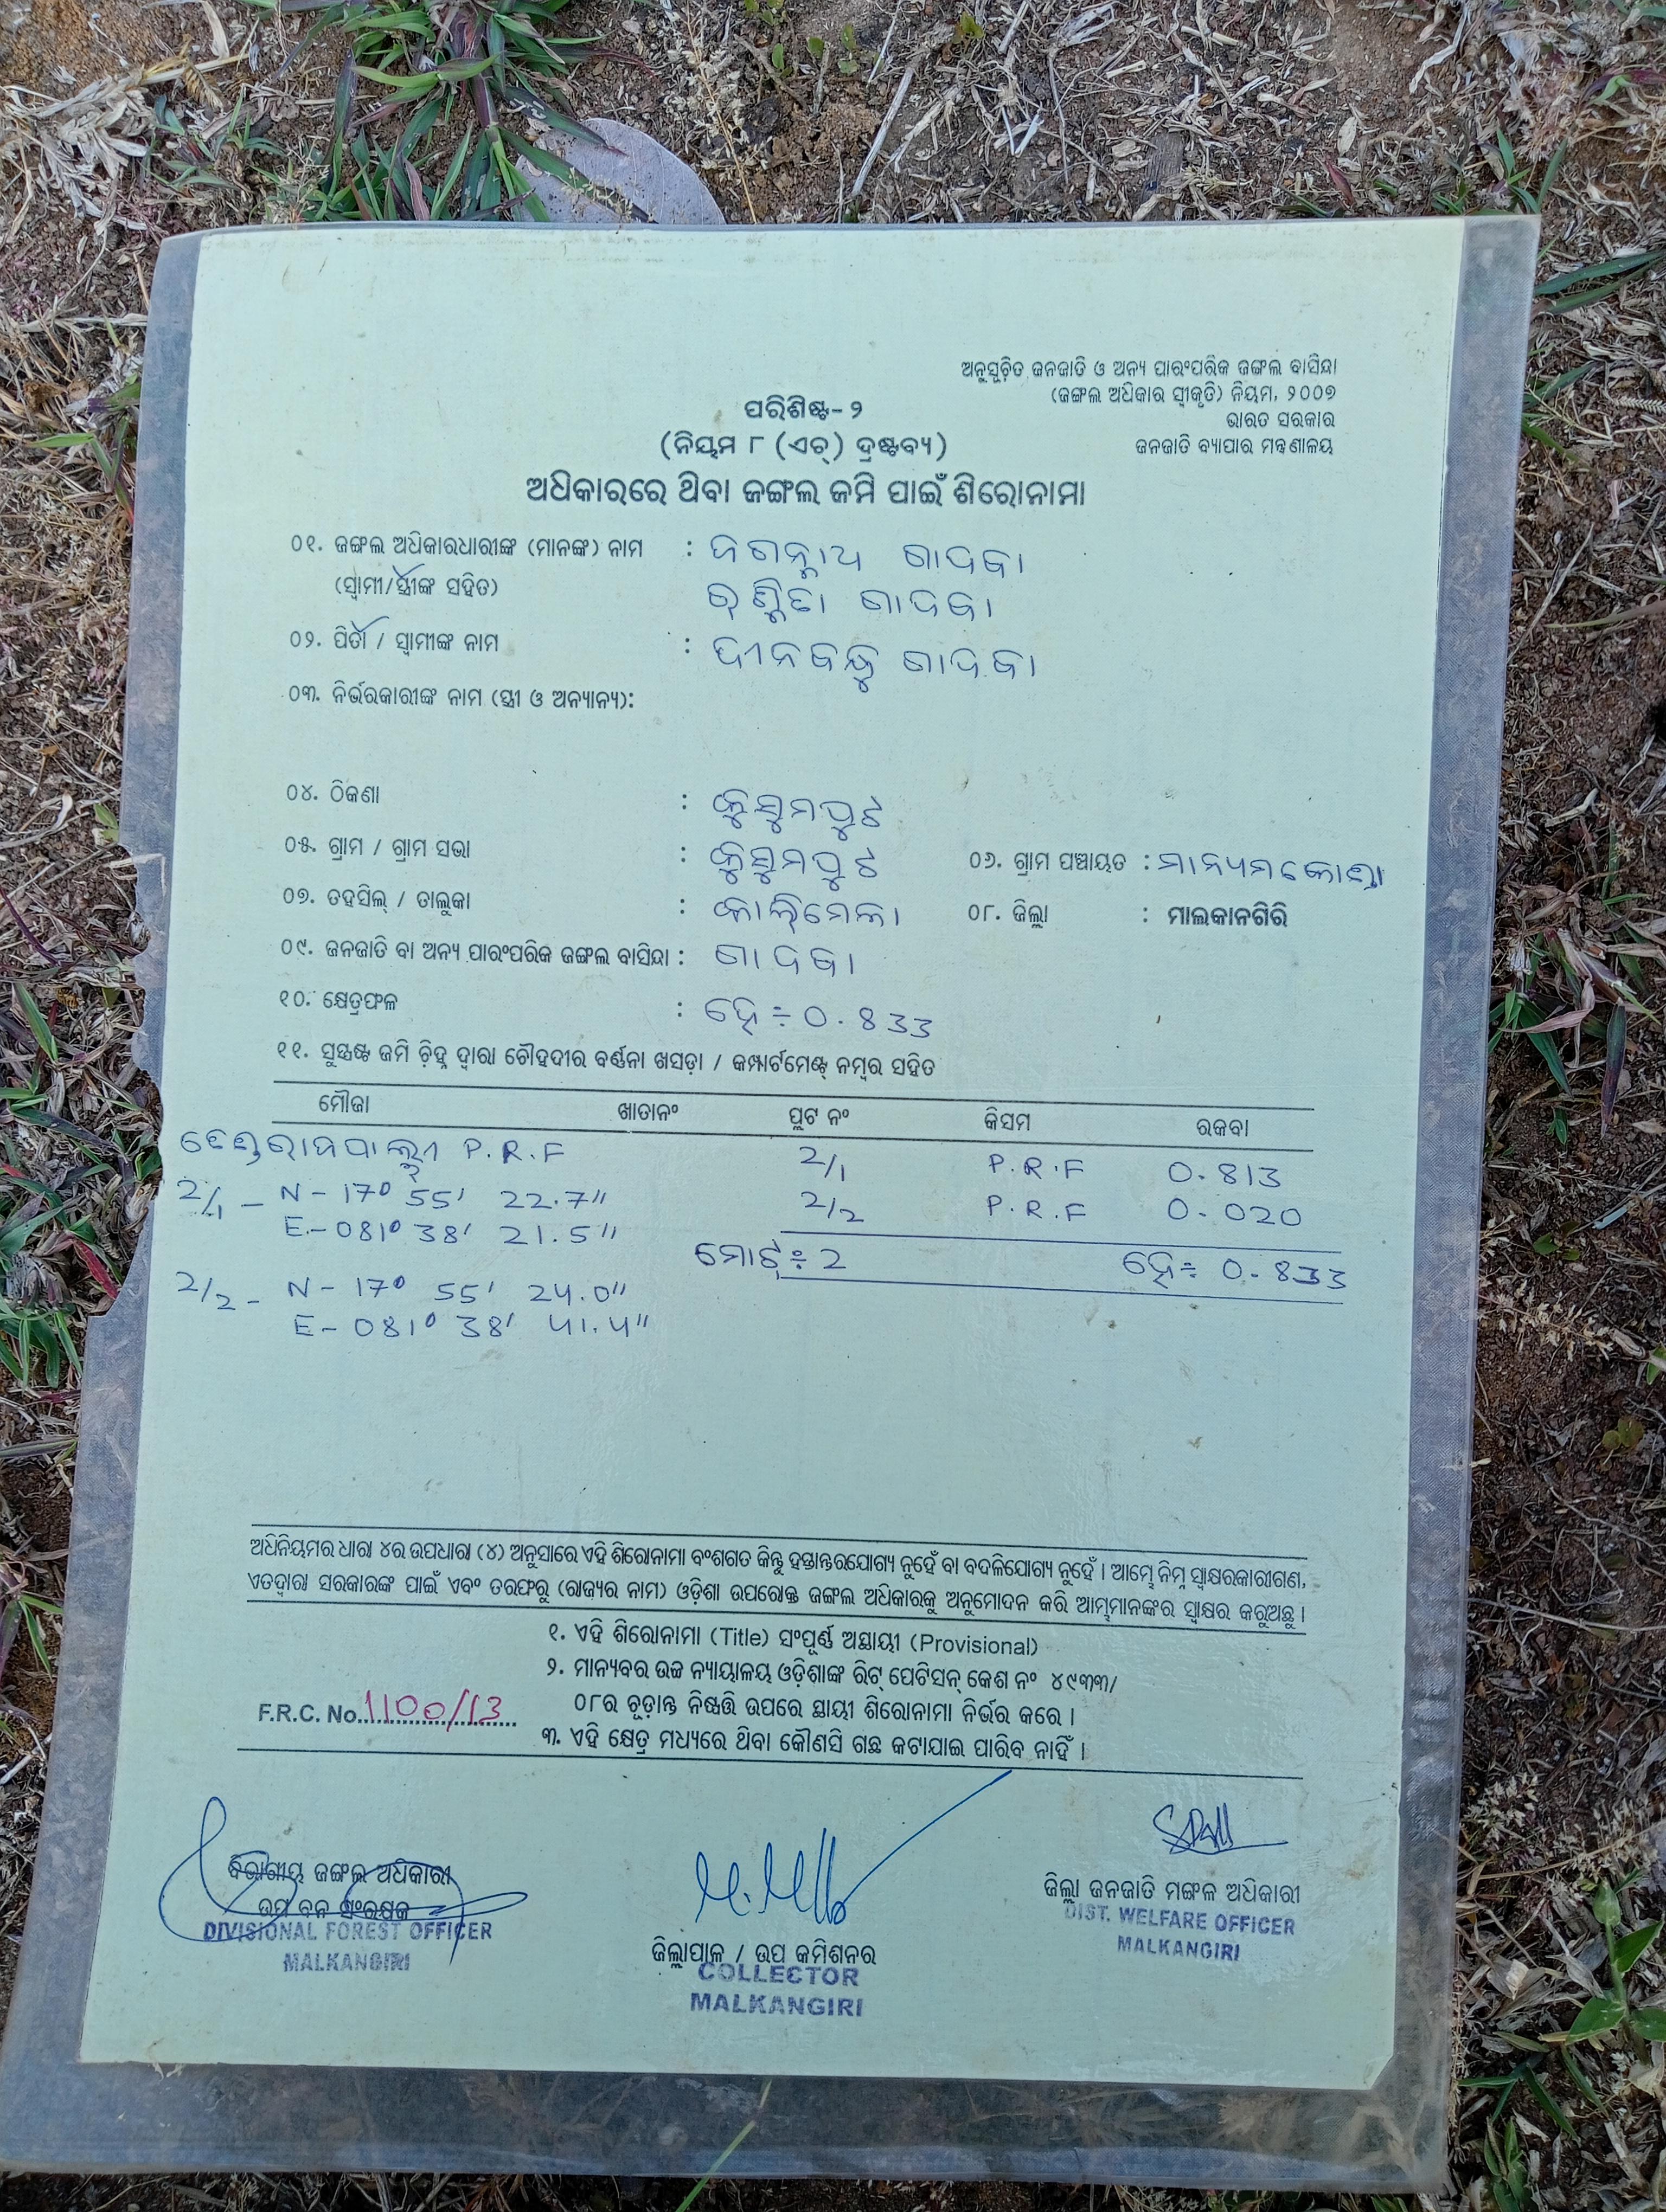 ଅନୁସୂଚିତ ଜନଜାତି ଓ ଅନ୍ୟ ପାରଂପରିକ ଜଙ୍ଗଲ ବାସିନ୍ଦା
(ଜଙ୍ଗଲ ଅଧିକାର ସ୍ୱୀକୃତି) ନିୟମ, ୨୦୦୭
ଭାରତ ସରକାର
ଜନଜାତି ବ୍ୟାପାର ମନ୍ତ୍ରଣାଳୟ
ପରିଶିଷ୍ଟ- ୨
(ନିୟମ ୮ (ଏଚ୍) ଦ୍ରଷ୍ଟବ୍ୟ)
ଅଧିକାରରେ ଥିବା ଜଙ୍ଗଲ ଜମି ପାଇଁ ଶିରୋନାମା
୦୧. ଜଙ୍ଗଲ ଅଧିକାରଧାରୀଙ୍କ (ମାନଙ୍କ) ନାମ : ଜଗନ୍ନାଥ ଗାଦବା
(ସ୍ୱାମୀ/ସ୍ତ୍ରୀଙ୍କ ସହିତ) ଗାଦବା
୦୨. ପିତା / ସ୍ୱାମୀଙ୍କ ନାମ : ଦୀନବନ୍ଧୁ ଗାଦବା
୦୩. ନିର୍ଭରକାରୀଙ୍କ ନାମ (ସ୍ତ୍ରୀ ଓ ଅନ୍ୟାନ୍ୟ):
୦୪. ଠିକଣା : କୁସୁମପୁଟ
୦୫. ଗ୍ରାମ / ଗ୍ରାମ ସଭା : କୁସୁମପୁଟ ୦୬. ଗ୍ରାମ ପଞ୍ଚାୟତ : ମାନ୍ୟମକୋଣ୍ଡା
୦୭. ତହସିଲ୍ / ତାଲୁକା : କାଲିମେଲା ୦୮. ଜିଲ୍ଲା : ମାଲକାନଗିରି
୦୯. ଜନଜାତି ବା ଅନ୍ୟ ପାରଂପରିକ ଜଙ୍ଗଲ ବାସିନ୍ଦା : ଗାଦବା
୧୦. କ୍ଷେତ୍ରଫଳ : ହେ÷ 0.833
୧୧. ସୁସ୍ପଷ୍ଟ ଜମି ଚିହ୍ନ ଦ୍ୱାରା ଚୌହଦୀର ବର୍ଣ୍ଣନା ଖସଡ଼ା / କମ୍ପାର୍ଟମେଣ୍ଟ୍ ନମ୍ବର ସହିତ
ମୌଜା ଖାତାନଂ ପ୍ଲଟ ନଂ କିସମ ରକବା
P.R.F 2/1 P.R.F 0.813
2/1 - N - 17° 55' 22.7" 2/2 P.R.F 0.020
E - 081° 38' 21.5"
ମୋଟ÷ 2 ହେ÷ 0.833
2/2 - N - 17° 55' 24.0"
E - 081° 38' 41.4"
ଅଧିନିୟମର ଧାରା ୪ର ଉପଧାରା (୪) ଅନୁସାରେ ଏହି ଶିରୋନାମା ବଂଶଗତ କିନ୍ତୁ ହସ୍ତାନ୍ତରଯୋଗ୍ୟ ନୁହେଁ ବା ବଦଳିଯୋଗ୍ୟ ନୁହେଁ । ଆମ୍ଭେ ନିମ୍ନ ସ୍ୱାକ୍ଷରକାରୀଗଣ,
ଏତଦ୍ୱାରା ସରକାରଙ୍କ ପାଇଁ ଏବଂ ତରଫରୁ (ରାଜ୍ୟର ନାମ) ଓଡ଼ିଶା ଉପରୋକ୍ତ ଜଙ୍ଗଲ ଅଧିକାରକୁ ଅନୁମୋଦନ କରି ଆମ୍ଭମାନଙ୍କର ସ୍ୱାକ୍ଷର କରୁଅଛୁ ।
୧. ଏହି ଶିରୋନାମା (Title) ସଂପୂର୍ଣ୍ଣ ଅସ୍ଥାୟୀ (Provisional)
୨. ମାନ୍ୟବର ଉଚ୍ଚ ନ୍ୟାୟାଳୟ ଓଡ଼ିଶାଙ୍କ ରିଟ୍ ପେଟିସନ୍ କେଶ ନଂ ୪୯୩୩/
୦୮ର ଚୂଡ଼ାନ୍ତ ନିଷ୍ପତ୍ତି ଉପରେ ସ୍ଥାୟୀ ଶିରୋନାମା ନିର୍ଭର କରେ ।
F.R.C. No. 1100/13
୩. ଏହି କ୍ଷେତ୍ର ମଧ୍ୟରେ ଥିବା କୌଣସି ଗଛ କଟାଯାଇ ପାରିବ ନାହିଁ ।
ବିଭାଗୀୟ ଜଙ୍ଗଲ ଅଧିକାରୀ
ଉପ ବନ ସଂରକ୍ଷକ
DIVISIONAL FOREST OFFICER
MALKANGIRI
ଜିଲ୍ଲାପାଳ / ଉପ କମିଶନର
COLLECTOR
MALKANGIRI
ଜିଲ୍ଲା ଜନଜାତି ମଙ୍ଗଳ ଅଧିକାରୀ
DIST. WELFARE OFFICER
MALKANGIRI